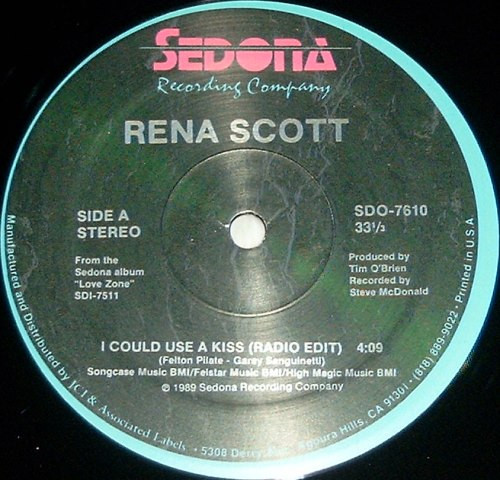 SEDONA
Recording Company
RENA SCOTT
SIDE A
STEREO
SDO-7610
33⅓
From the
Sedona album
"Love Zone"
SDI-7511
Produced by
Tim O'Brien
Recorded by
Steve McDonald
I COULD USE A KISS (RADIO EDIT) 4:09
(Felton Pilate - Garey Sanguinetti)
Songcase Music BMI/Felstar Music BMI/High Magic Music BMI
℗ 1989 Sedona Recording Company
Manufactured and Distributed by JCI & Associated Labels • 5308 Derry Agoura Hills, CA 91301 • (818) 889-9022 • Printed in U.S.A